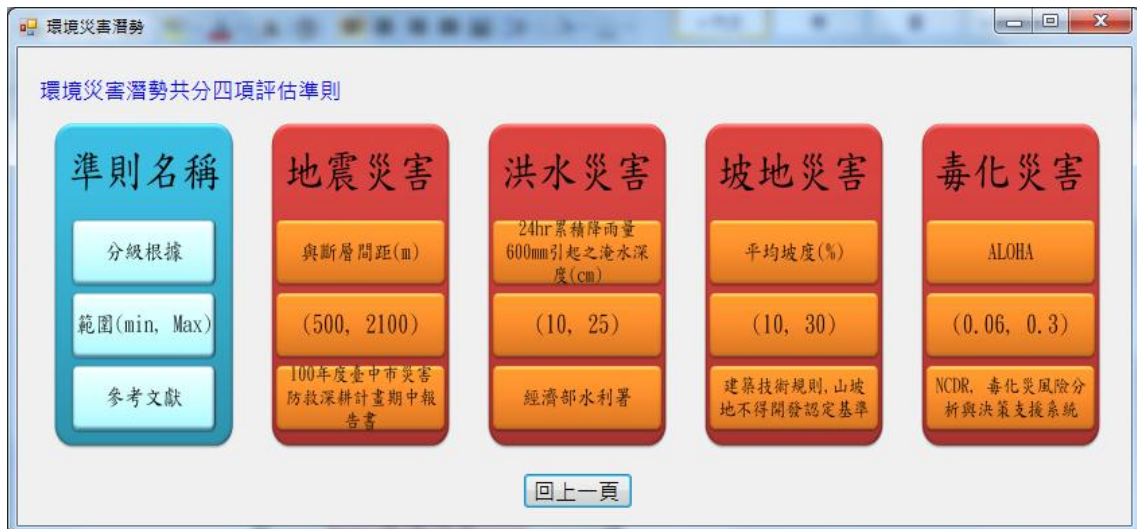 環境災害潛勢
環境災害潛勢共分四項評估準則
準則名稱
分級根據
範圍(min, Max)
參考文獻
地震災害
與斷層間距(m)
(500, 2100)
100年度臺中市災害
防救深耕計畫期中報
告書
洪水災害
24hr累積降雨量
600mm引起之淹水深
度(cm)
(10, 25)
經濟部水利署
坡地災害
平均坡度(%)
(10, 30)
建築技術規則,山坡
地不得開發認定基準
毒化災害
ALOHA
(0.06, 0.3)
NCDR, 毒化災風險分
析與決策支援系統
回上一頁